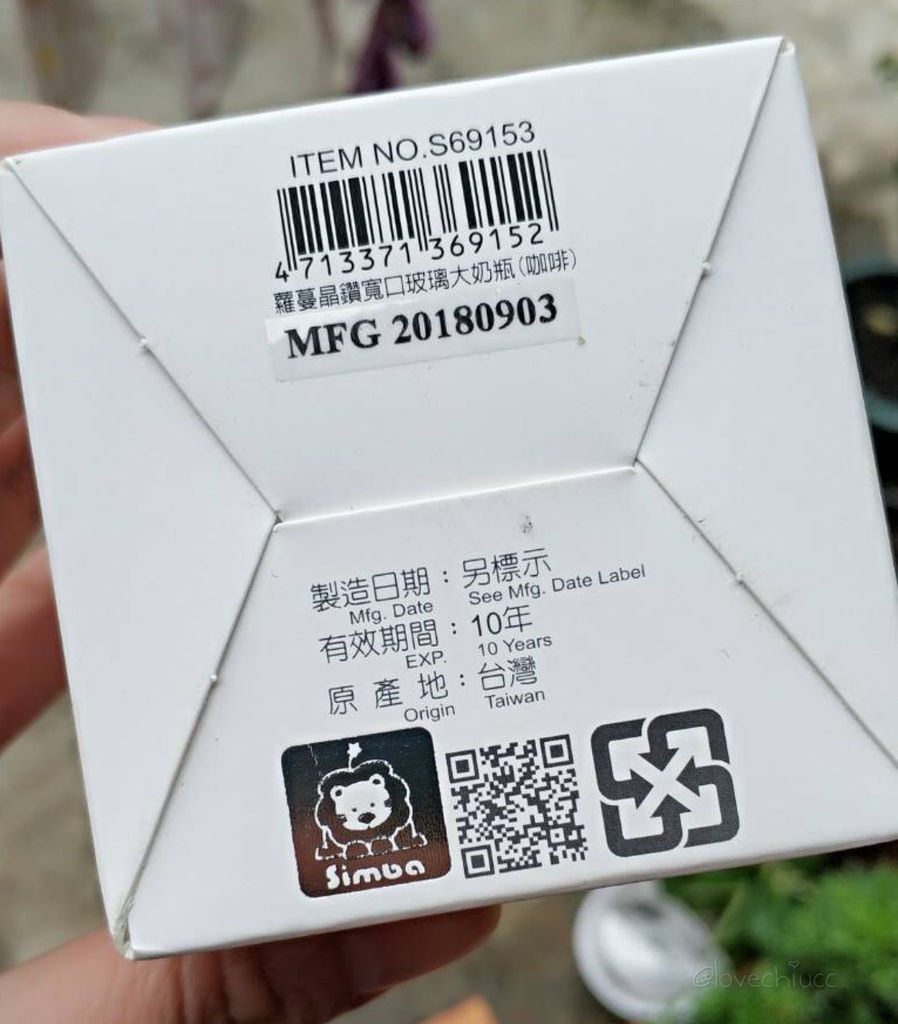 ITEM NO.S69153
4 713371 369152
蘿蔓晶鑽寬口玻璃大奶瓶(咖啡)
MFG 20180903
製造日期：另標示
Mfg. Date See Mfg. Date Label
有效期間：10年
EXP. 10 Years
原產地：台灣
Origin Taiwan
Simba
@lovechiucc